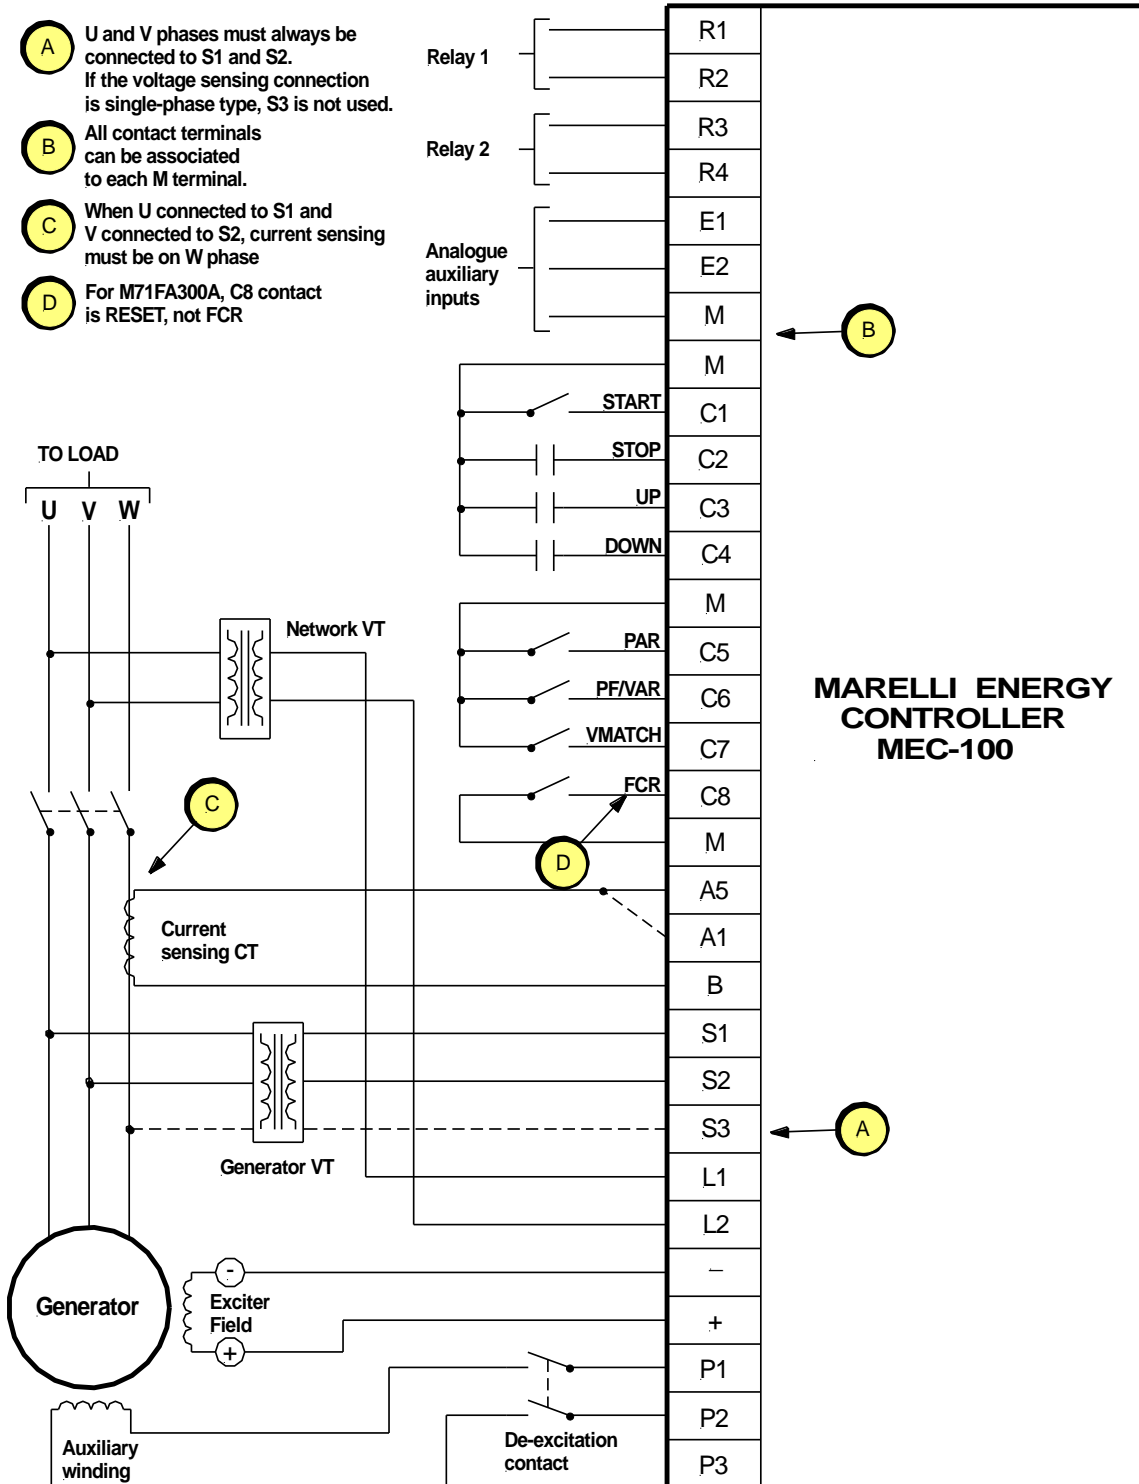 A
U and V phases must always be
connected to S1 and S2.
If the voltage sensing connection
is single-phase type, S3 is not used.
B
All contact terminals
can be associated
to each M terminal.
C
When U connected to S1 and
V connected to S2, current sensing
must be on W phase
D
For M71FA300A, C8 contact
is RESET, not FCR
Relay 1
R1
R2
Relay 2
R3
R4
Analogue
auxiliary
inputs
E1
E2
M
B
M
START
C1
STOP
C2
UP
C3
DOWN
C4
M
PAR
C5
PF/VAR
C6
VMATCH
C7
FCR
C8
D
M
A5
A1
B
S1
S2
S3
A
L1
L2
–
+
P1
P2
P3
MARELLI ENERGY
CONTROLLER
MEC-100
TO LOAD
U V W
Network VT
C
Current
sensing CT
Generator VT
Generator
-
Exciter
Field
+
Auxiliary
winding
De-excitation
contact